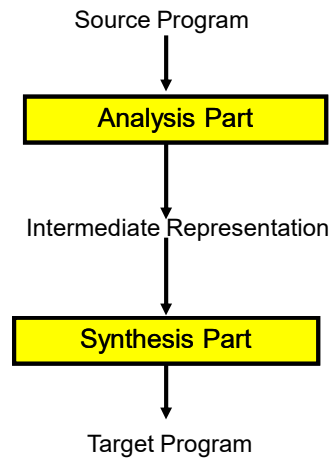 Source Program
Analysis Part
Intermediate Representation
Synthesis Part
Target Program